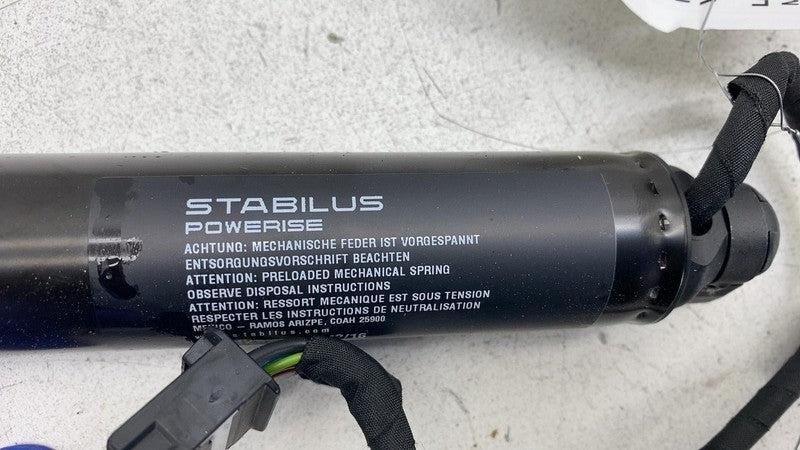 STABILUS
POWERISE
ACHTUNG: MECHANISCHE FEDER IST VORGESPANNT
ENTSORGUNGSVORSCHRIFT BEACHTEN
ATTENTION: PRELOADED MECHANICAL SPRING
OBSERVE DISPOSAL INSTRUCTIONS
ATTENTION: RESSORT MECANIQUE EST SOUS TENSION
RESPECTER LES INSTRUCTIONS DE NEUTRALISATION
MEXICO – RAMOS ARIZPE, COAH 25900